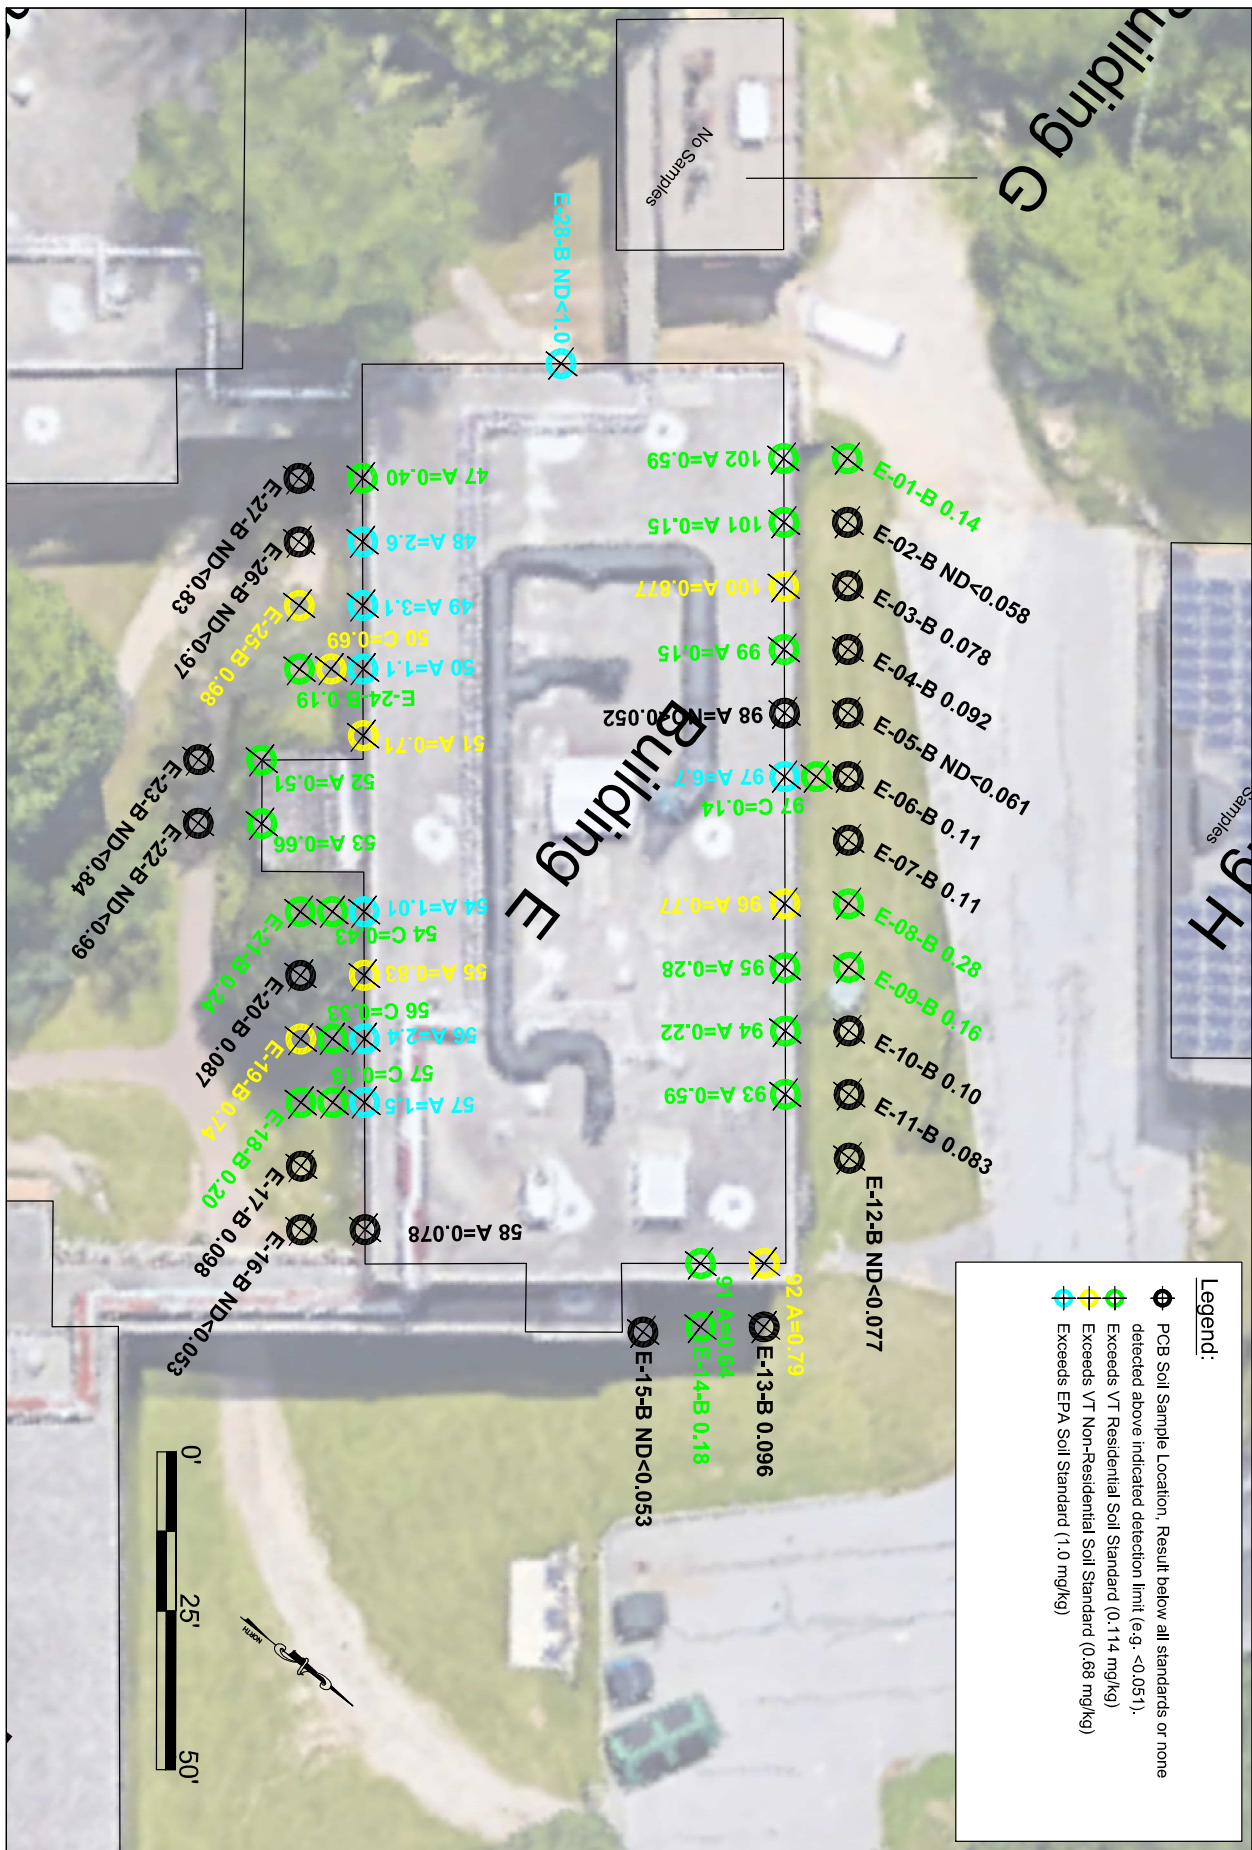 Building G
No Samples
E-28-B ND<1.0
102 A=0.59
101 A=0.15
100 A=0.877
99 A=0.15
98 A=ND<0.052
97 A=6.7
97 C=0.14
96 A=0.77
95 A=0.28
94 A=0.22
93 A=0.59
E-01-B 0.14
E-02-B ND<0.058
E-03-B 0.078
E-04-B 0.092
E-05-B ND<0.061
E-06-B 0.11
E-07-B 0.11
E-08-B 0.28
E-09-B 0.16
E-10-B 0.10
E-11-B 0.083
E-12-B ND<0.077
47 A=0.40
48 A=2.6
49 A=3.1
50 C=0.69
50 A=1.1
E-24-B 0.19
51 A=0.71
52 A=0.51
53 A=0.66
54 A=1.01
54 C=0.43
55 A=0.83
56 C=0.33
56 A=2.4
57 C=0.18
57 A=1.5
58 A=0.078
E-27-B ND<0.83
E-26-B ND<0.97
E-25-B 0.98
E-23-B ND<0.84
E-22-B ND<0.99
E-21-B 0.24
E-20-B 0.087
E-19-B 0.74
E-18-B 0.20
E-17-B 0.098
E-16-B ND<0.053
Building E
91 A=0.64
92 A=0.79
E-13-B 0.096
E-14-B 0.18
E-15-B ND<0.053
Samples
g H
Legend:
PCB Soil Sample Location, Result below all standards or none
detected above indicated detection limit (e.g. <0.051).
Exceeds VT Residential Soil Standard (0.114 mg/kg)
Exceeds VT Non-Residential Soil Standard (0.68 mg/kg)
Exceeds EPA Soil Standard (1.0 mg/kg)
0' 25' 50'
NORTH